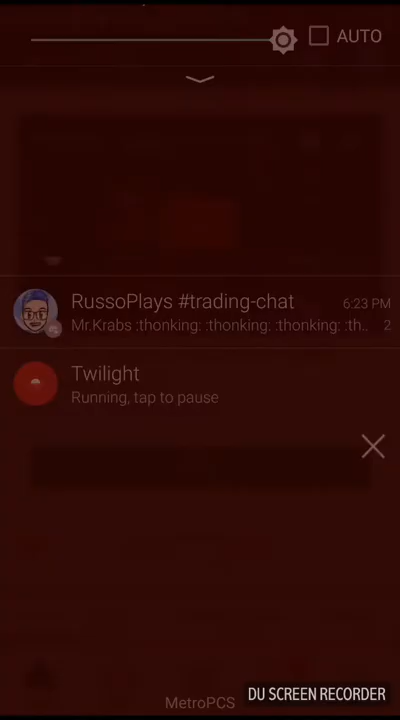 AUTO
RussoPlays #trading-chat
6:23 PM
Mr.Krabs :thonking: :thonking: :thonking: :th..
2
Twilight
Running, tap to pause
MetroPCS
DU SCREEN RECORDER